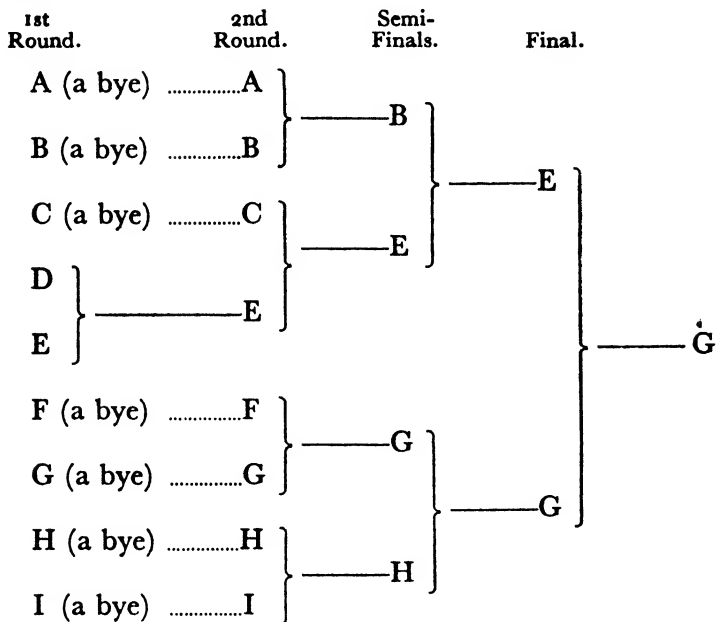 1st 2nd Semi-
Round. Round. Finals. Final.
A (a bye) ..............A
B
B (a bye) ..............B
E
C (a bye) ..............C
E
D
E
E
G
F (a bye) ..............F
G
G (a bye) ..............G
G
H (a bye) ..............H
H
I (a bye) ..............I